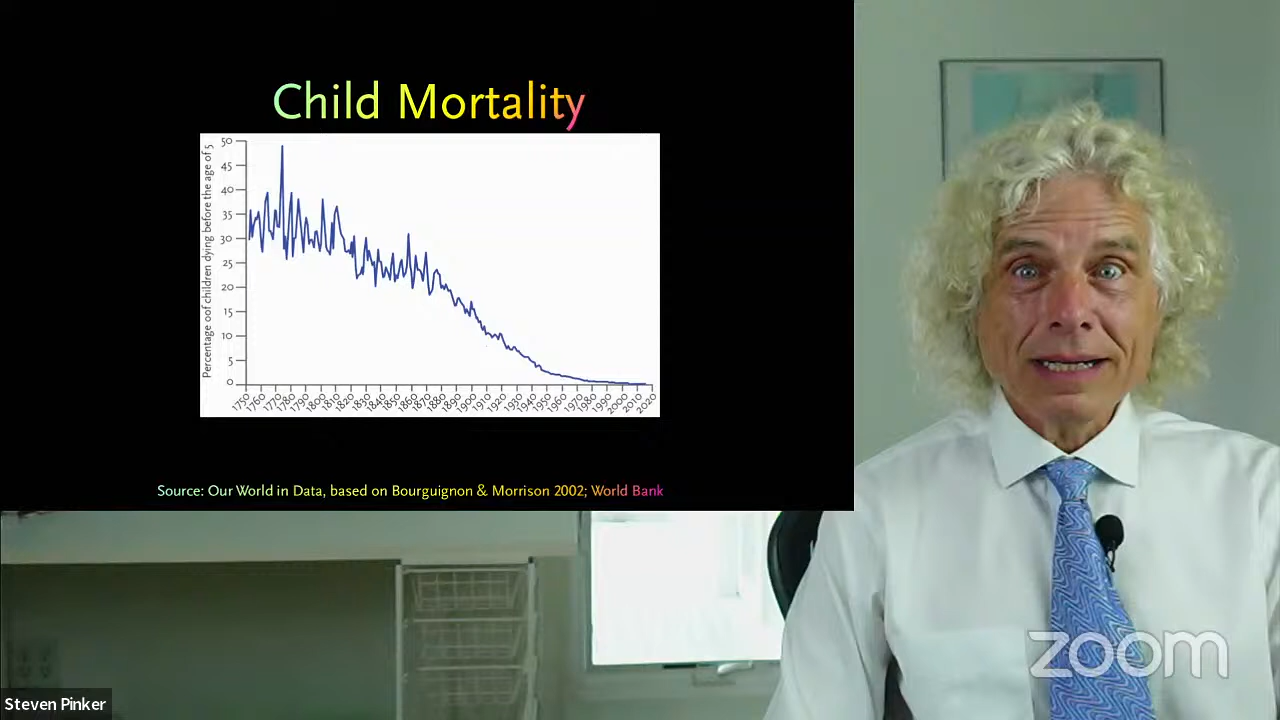 Child Mortality
Percentage oof children dying before the age of 5
50
45
40
35
30
25
20
15
10
5
0
1750 1760 1770 1780 1790 1800 1810 1820 1830 1840 1850 1860 1870 1880 1890 1900 1910 1920 1930 1940 1950 1960 1970 1980 1990 2000 2010 2020
Source: Our World in Data, based on Bourguignon & Morrison 2002; World Bank
zoom
Steven Pinker